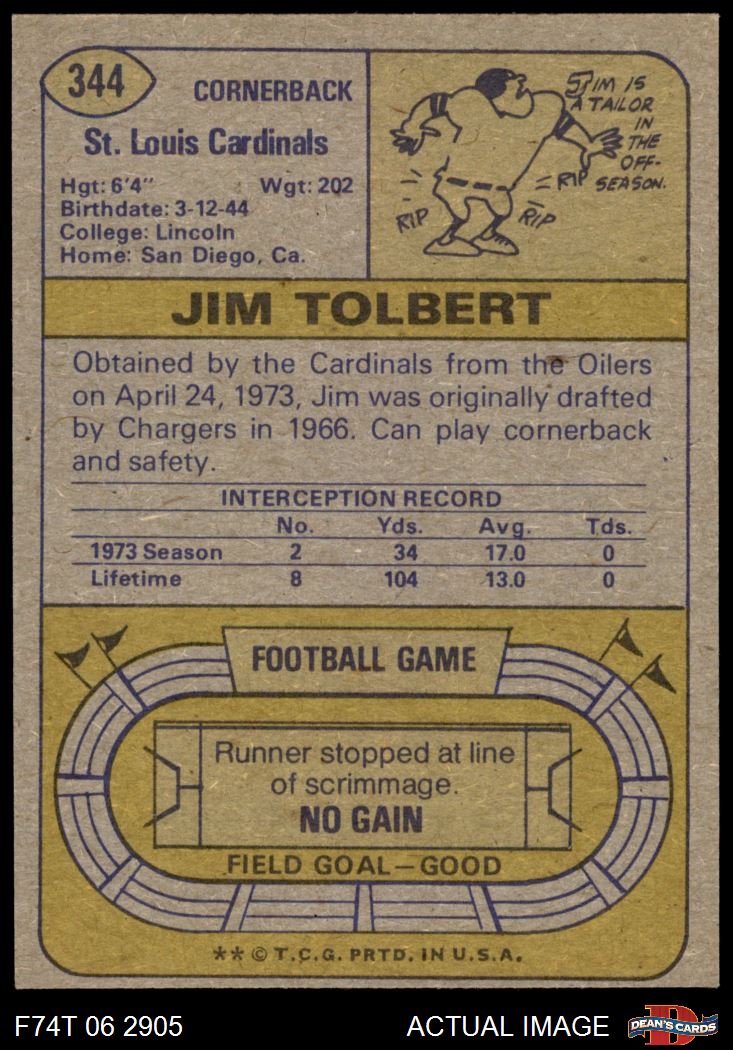 344
CORNERBACK
St. Louis Cardinals
Hgt: 6'4" Wgt: 202
Birthdate: 3-12-44
College: Lincoln
Home: San Diego, Ca.
JIM IS
A TAILOR
IN
THE
OFF-
SEASON.
RIP
RIP
RIP
JIM TOLBERT
Obtained by the Cardinals from the Oilers
on April 24, 1973, Jim was originally drafted
by Chargers in 1966. Can play cornerback
and safety.
INTERCEPTION RECORD
No. Yds. Avg. Tds.
1973 Season 2 34 17.0 0
Lifetime 8 104 13.0 0
FOOTBALL GAME
Runner stopped at line
of scrimmage.
NO GAIN
FIELD GOAL—GOOD
** © T.C.G. PRTD. IN U.S.A.
F74T 06 2905 ACTUAL IMAGE
D
DEAN'S CARDS